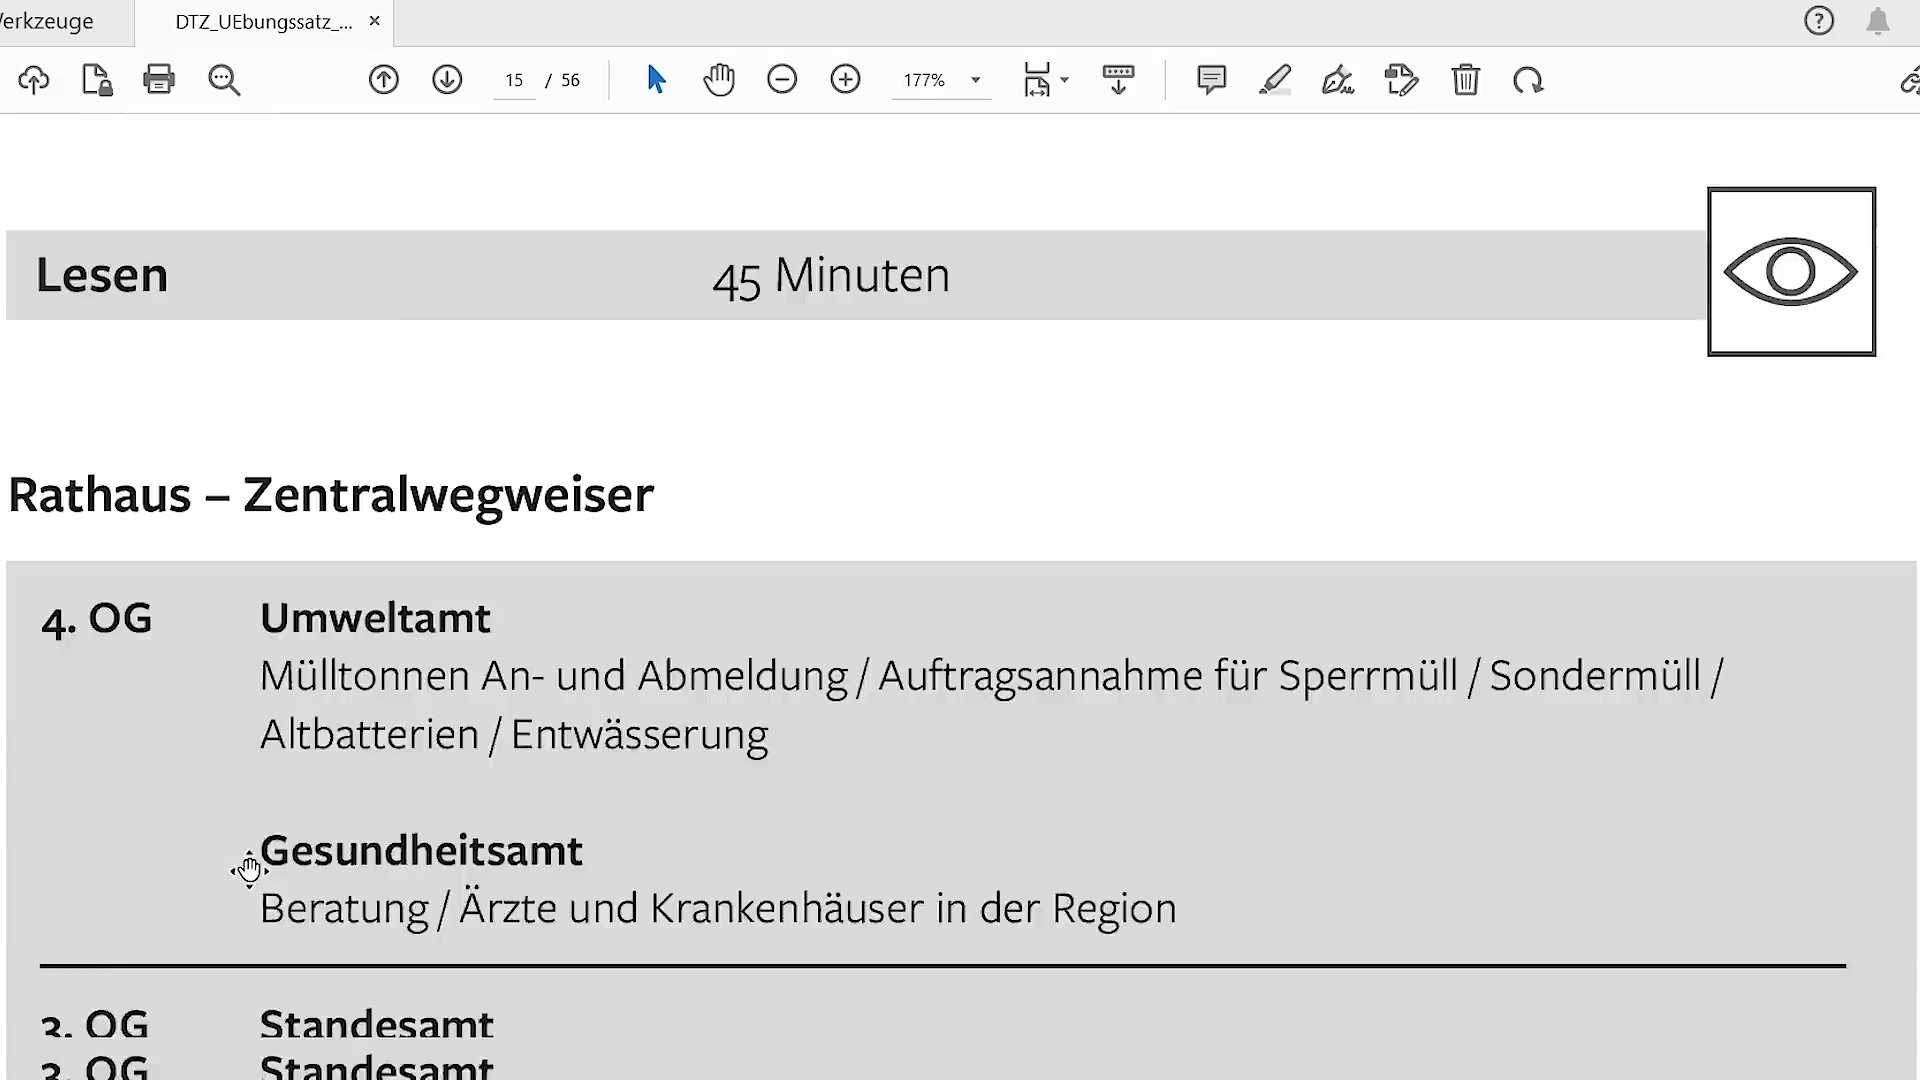 erkzeuge
DTZ_UEbungssatz_... ×
15 / 56
177%
Lesen
45 Minuten
Rathaus – Zentralwegweiser
4. OG
Umweltamt
Mülltonnen An- und Abmeldung / Auftragsannahme für Sperrmüll / Sondermüll /
Altbatterien / Entwässerung
Gesundheitsamt
Beratung / Ärzte und Krankenhäuser in der Region
3. OG
Standesamt
3. OG
Standesamt